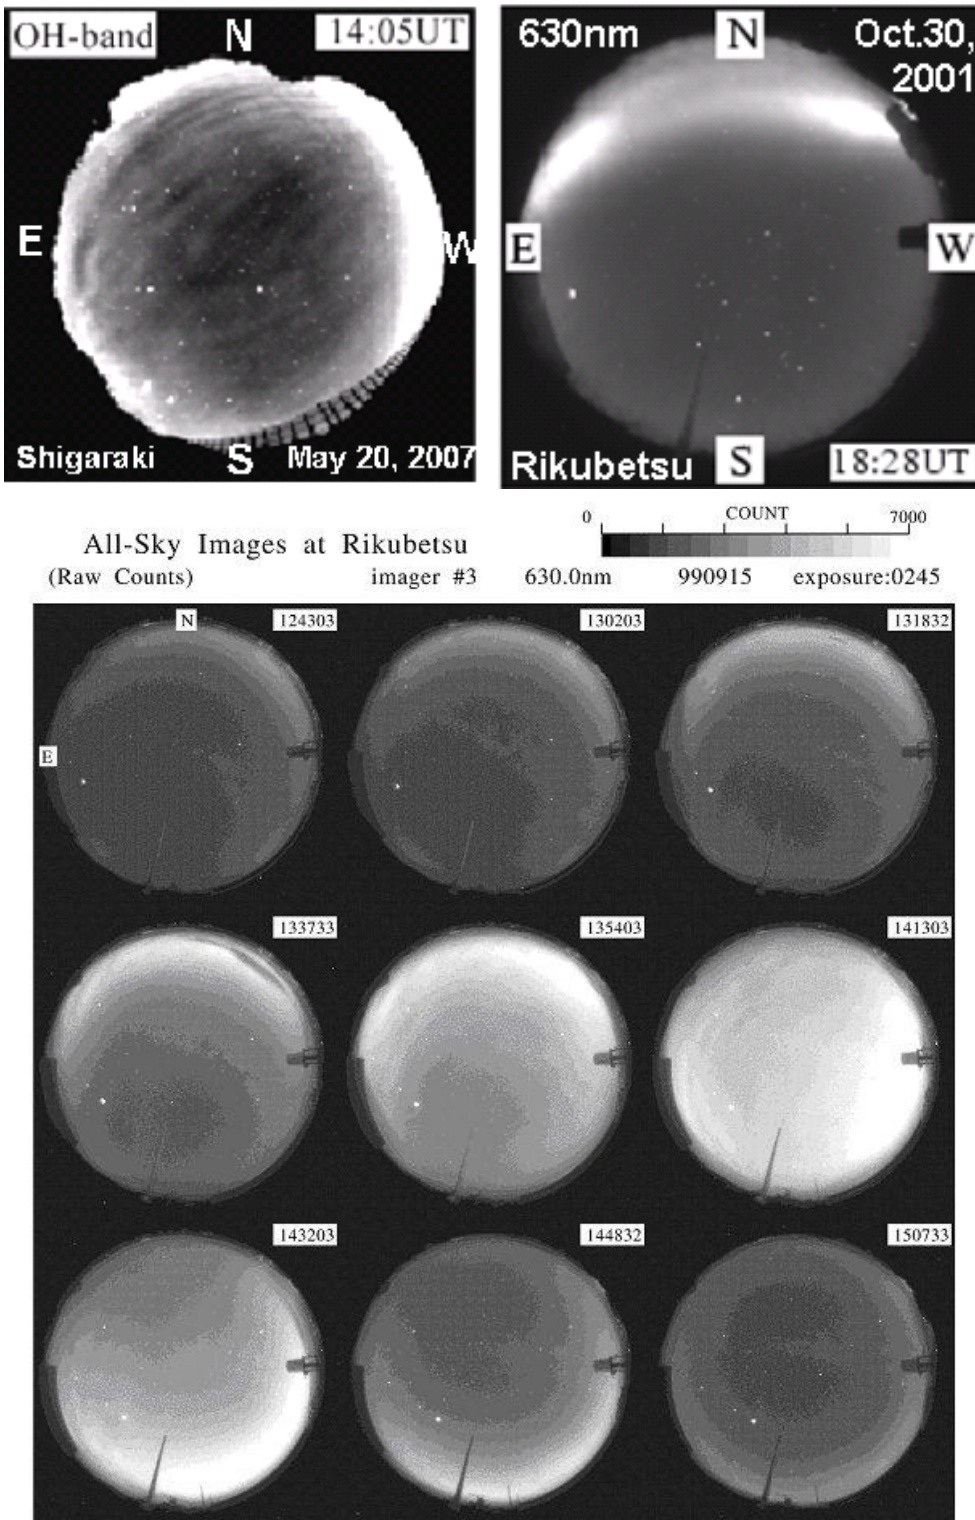 OH-band N 14:05UT
E W
Shigaraki S May 20, 2007
630nm N Oct.30,
2001
E W
Rikubetsu S 18:28UT
All-Sky Images at Rikubetsu
(Raw Counts) imager #3 630.0nm 990915 exposure:0245
0 COUNT 7000
N 124303 130203 131832
E
133733 135403 141303
143203 144832 150733